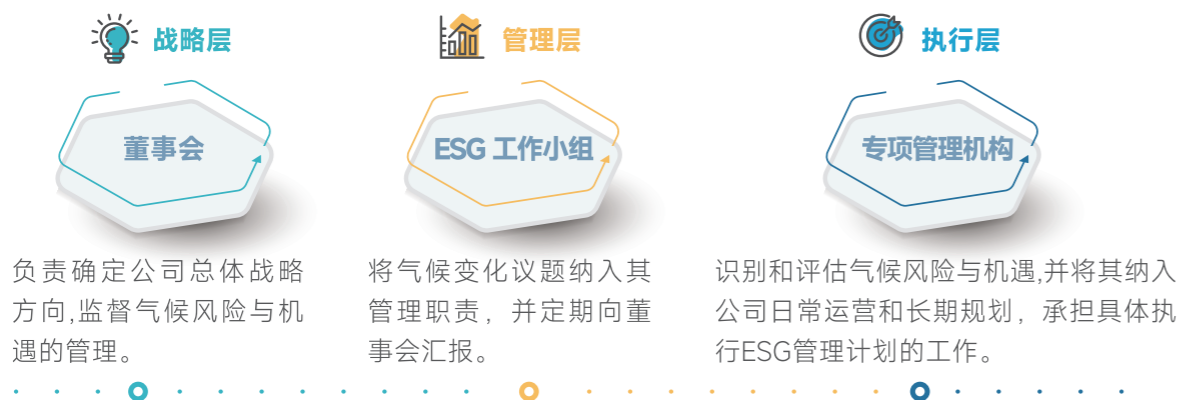 战略层
董事会
负责确定公司总体战略
方向,监督气候风险与机
遇的管理。
管理层
ESG 工作小组
将气候变化议题纳入其
管理职责，并定期向董
事会汇报。
执行层
专项管理机构
识别和评估气候风险与机遇,并将其纳入
公司日常运营和长期规划，承担具体执
行ESG管理计划的工作。